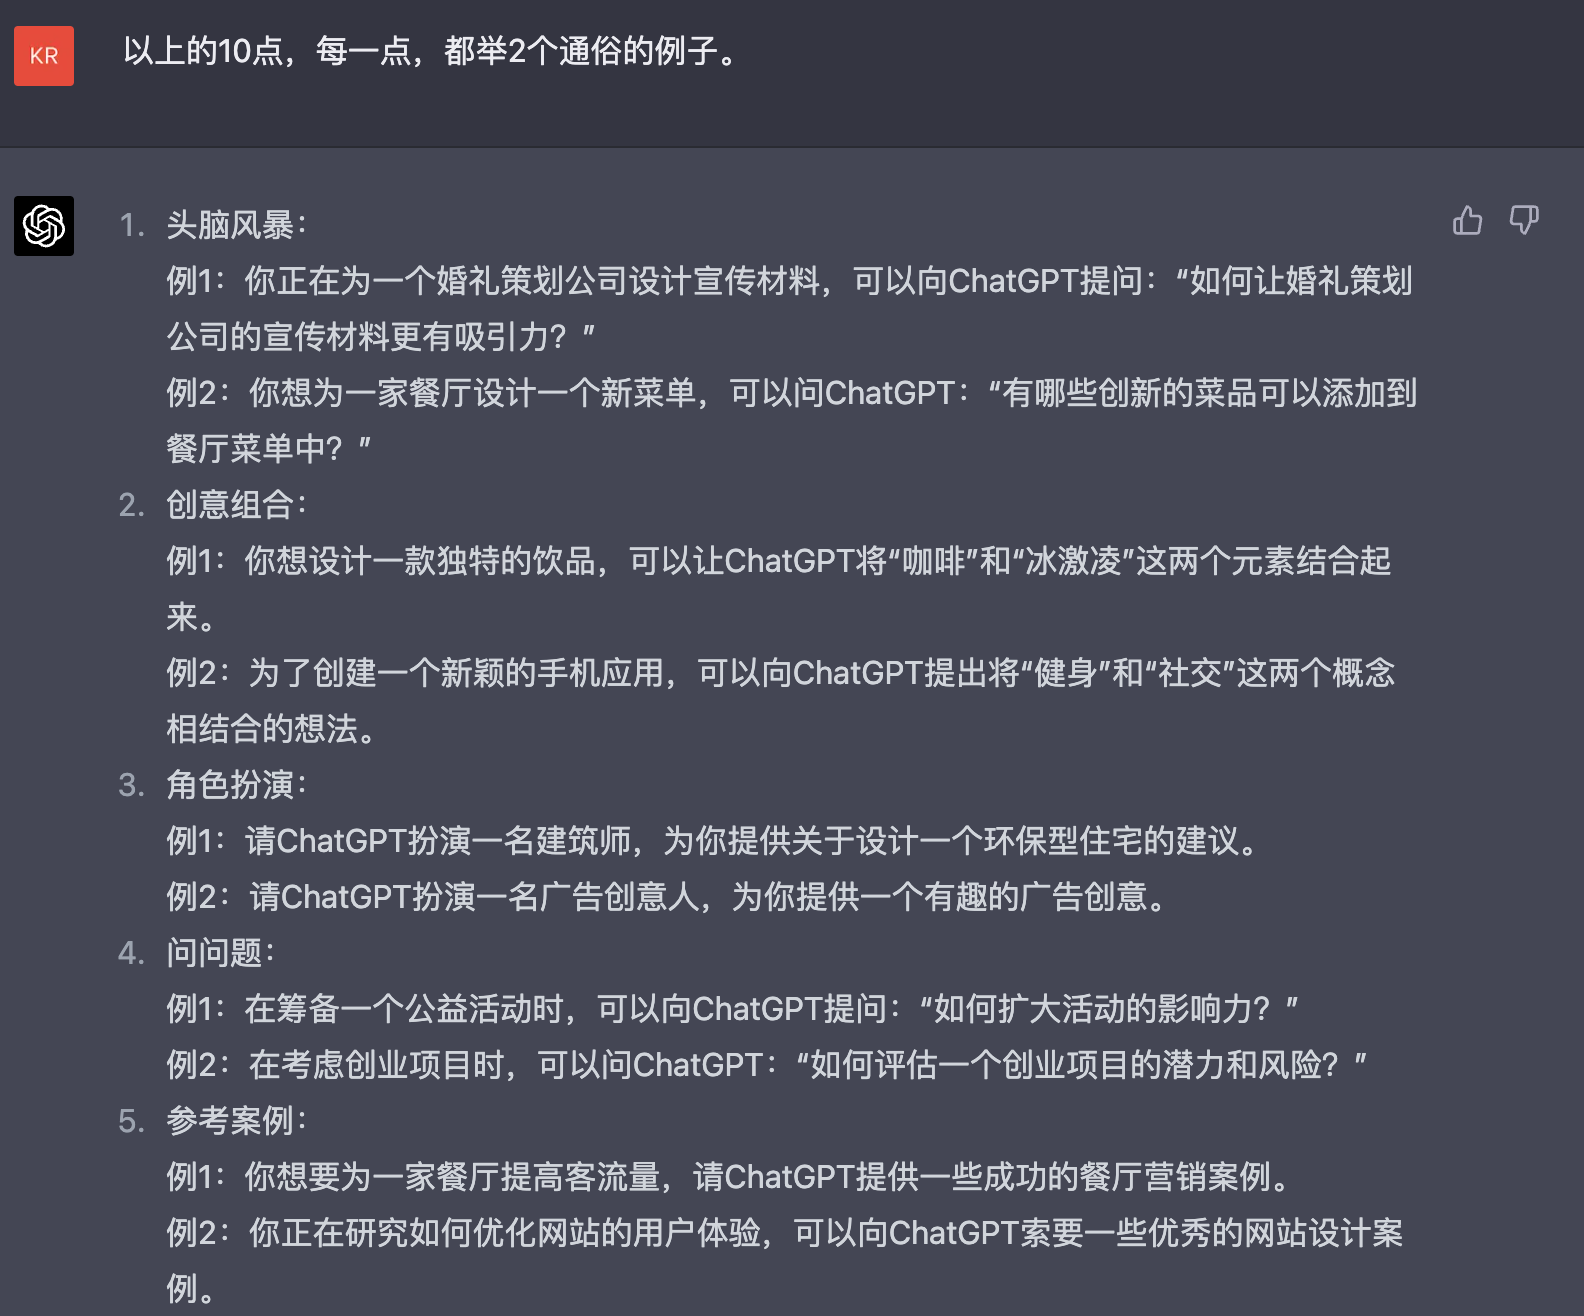 KR
以上的10点，每一点，都举2个通俗的例子。
1. 头脑风暴：
例1：你正在为一个婚礼策划公司设计宣传材料，可以向ChatGPT提问：“如何让婚礼策划
公司的宣传材料更有吸引力？”
例2：你想为一家餐厅设计一个新菜单，可以问ChatGPT：“有哪些创新的菜品可以添加到
餐厅菜单中？”
2. 创意组合：
例1：你想设计一款独特的饮品，可以让ChatGPT将“咖啡”和“冰激凌”这两个元素结合起
来。
例2：为了创建一个新颖的手机应用，可以向ChatGPT提出将“健身”和“社交”这两个概念
相结合的想法。
3. 角色扮演：
例1：请ChatGPT扮演一名建筑师，为你提供关于设计一个环保型住宅的建议。
例2：请ChatGPT扮演一名广告创意人，为你提供一个有趣的广告创意。
4. 问问题：
例1：在筹备一个公益活动时，可以向ChatGPT提问：“如何扩大活动的影响力？”
例2：在考虑创业项目时，可以问ChatGPT：“如何评估一个创业项目的潜力和风险？”
5. 参考案例：
例1：你想要为一家餐厅提高客流量，请ChatGPT提供一些成功的餐厅营销案例。
例2：你正在研究如何优化网站的用户体验，可以向ChatGPT索要一些优秀的网站设计案
例。